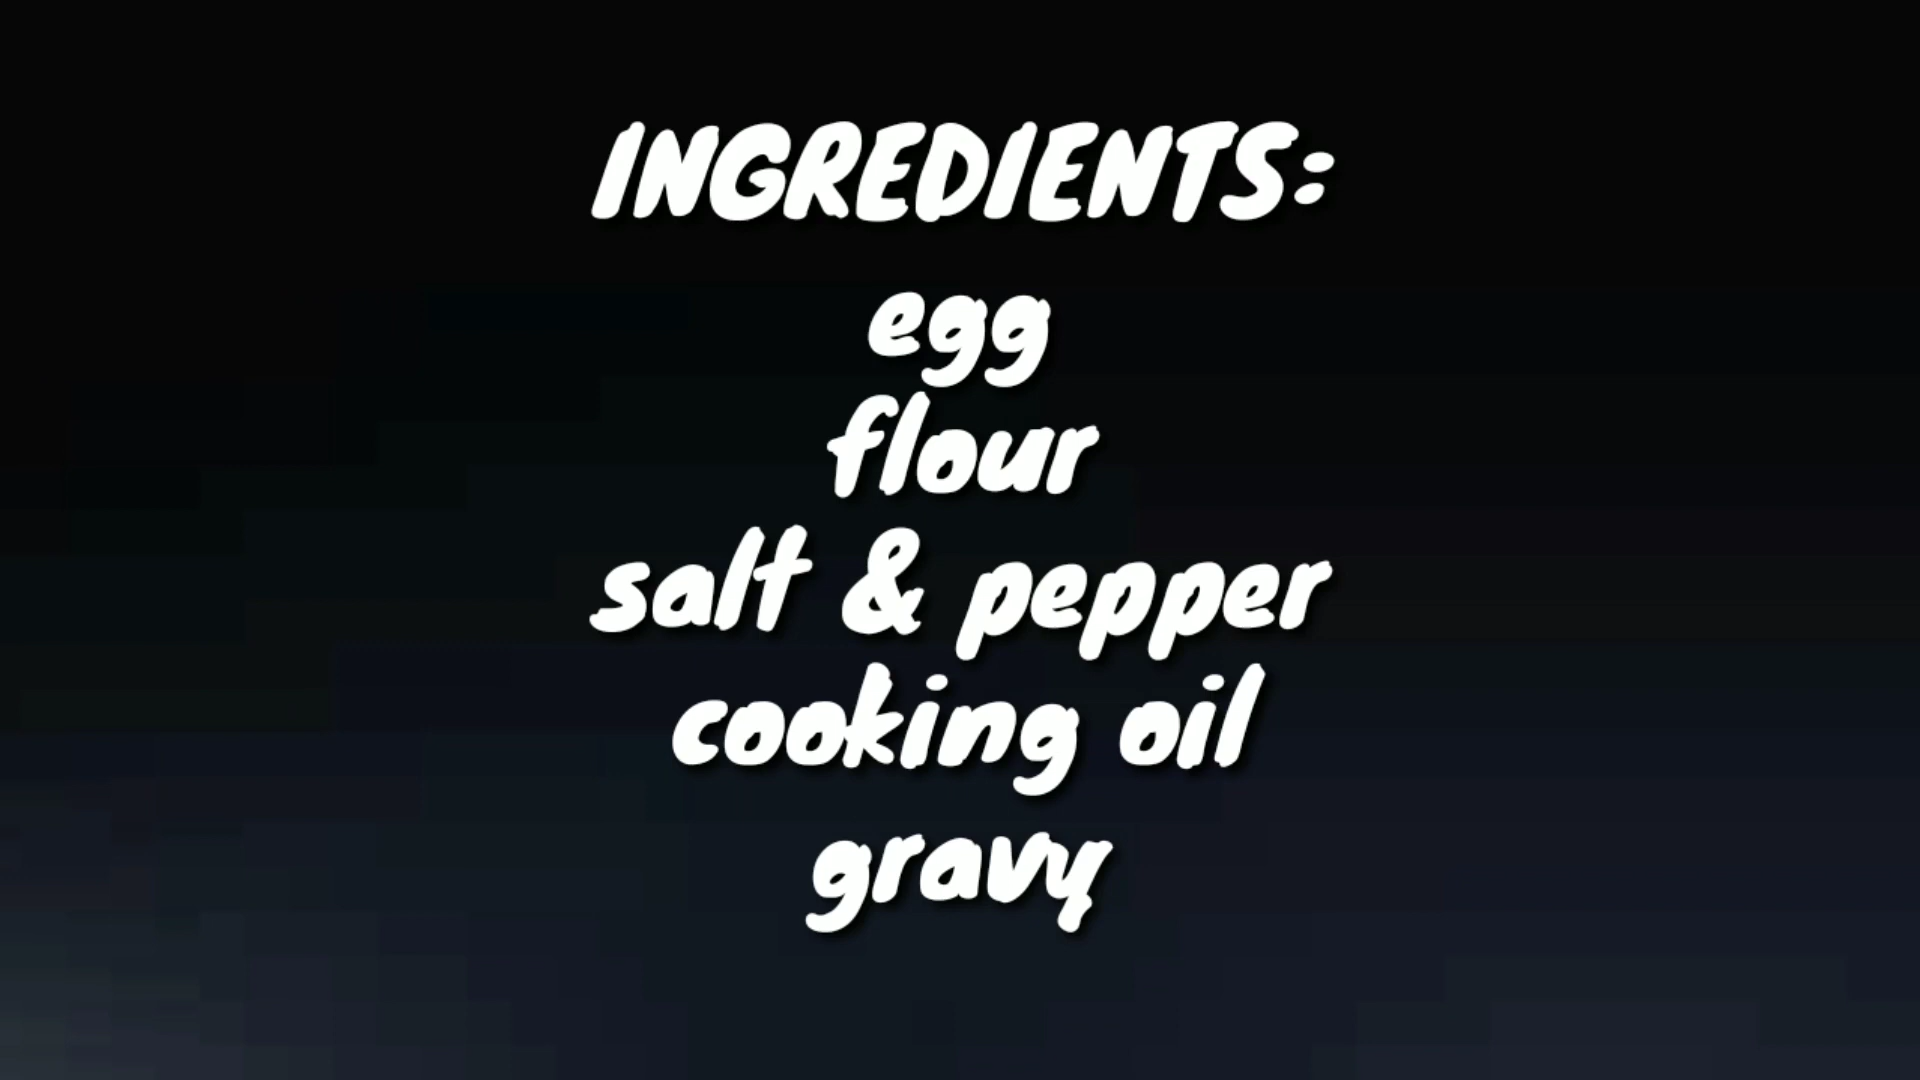 INGREDIENTS:
egg
flour
salt & pepper
cooking oil
gravy